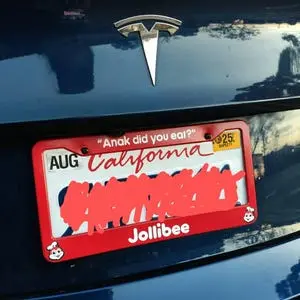 "Anak did you eat?"
AUG
California
25
Jollibee